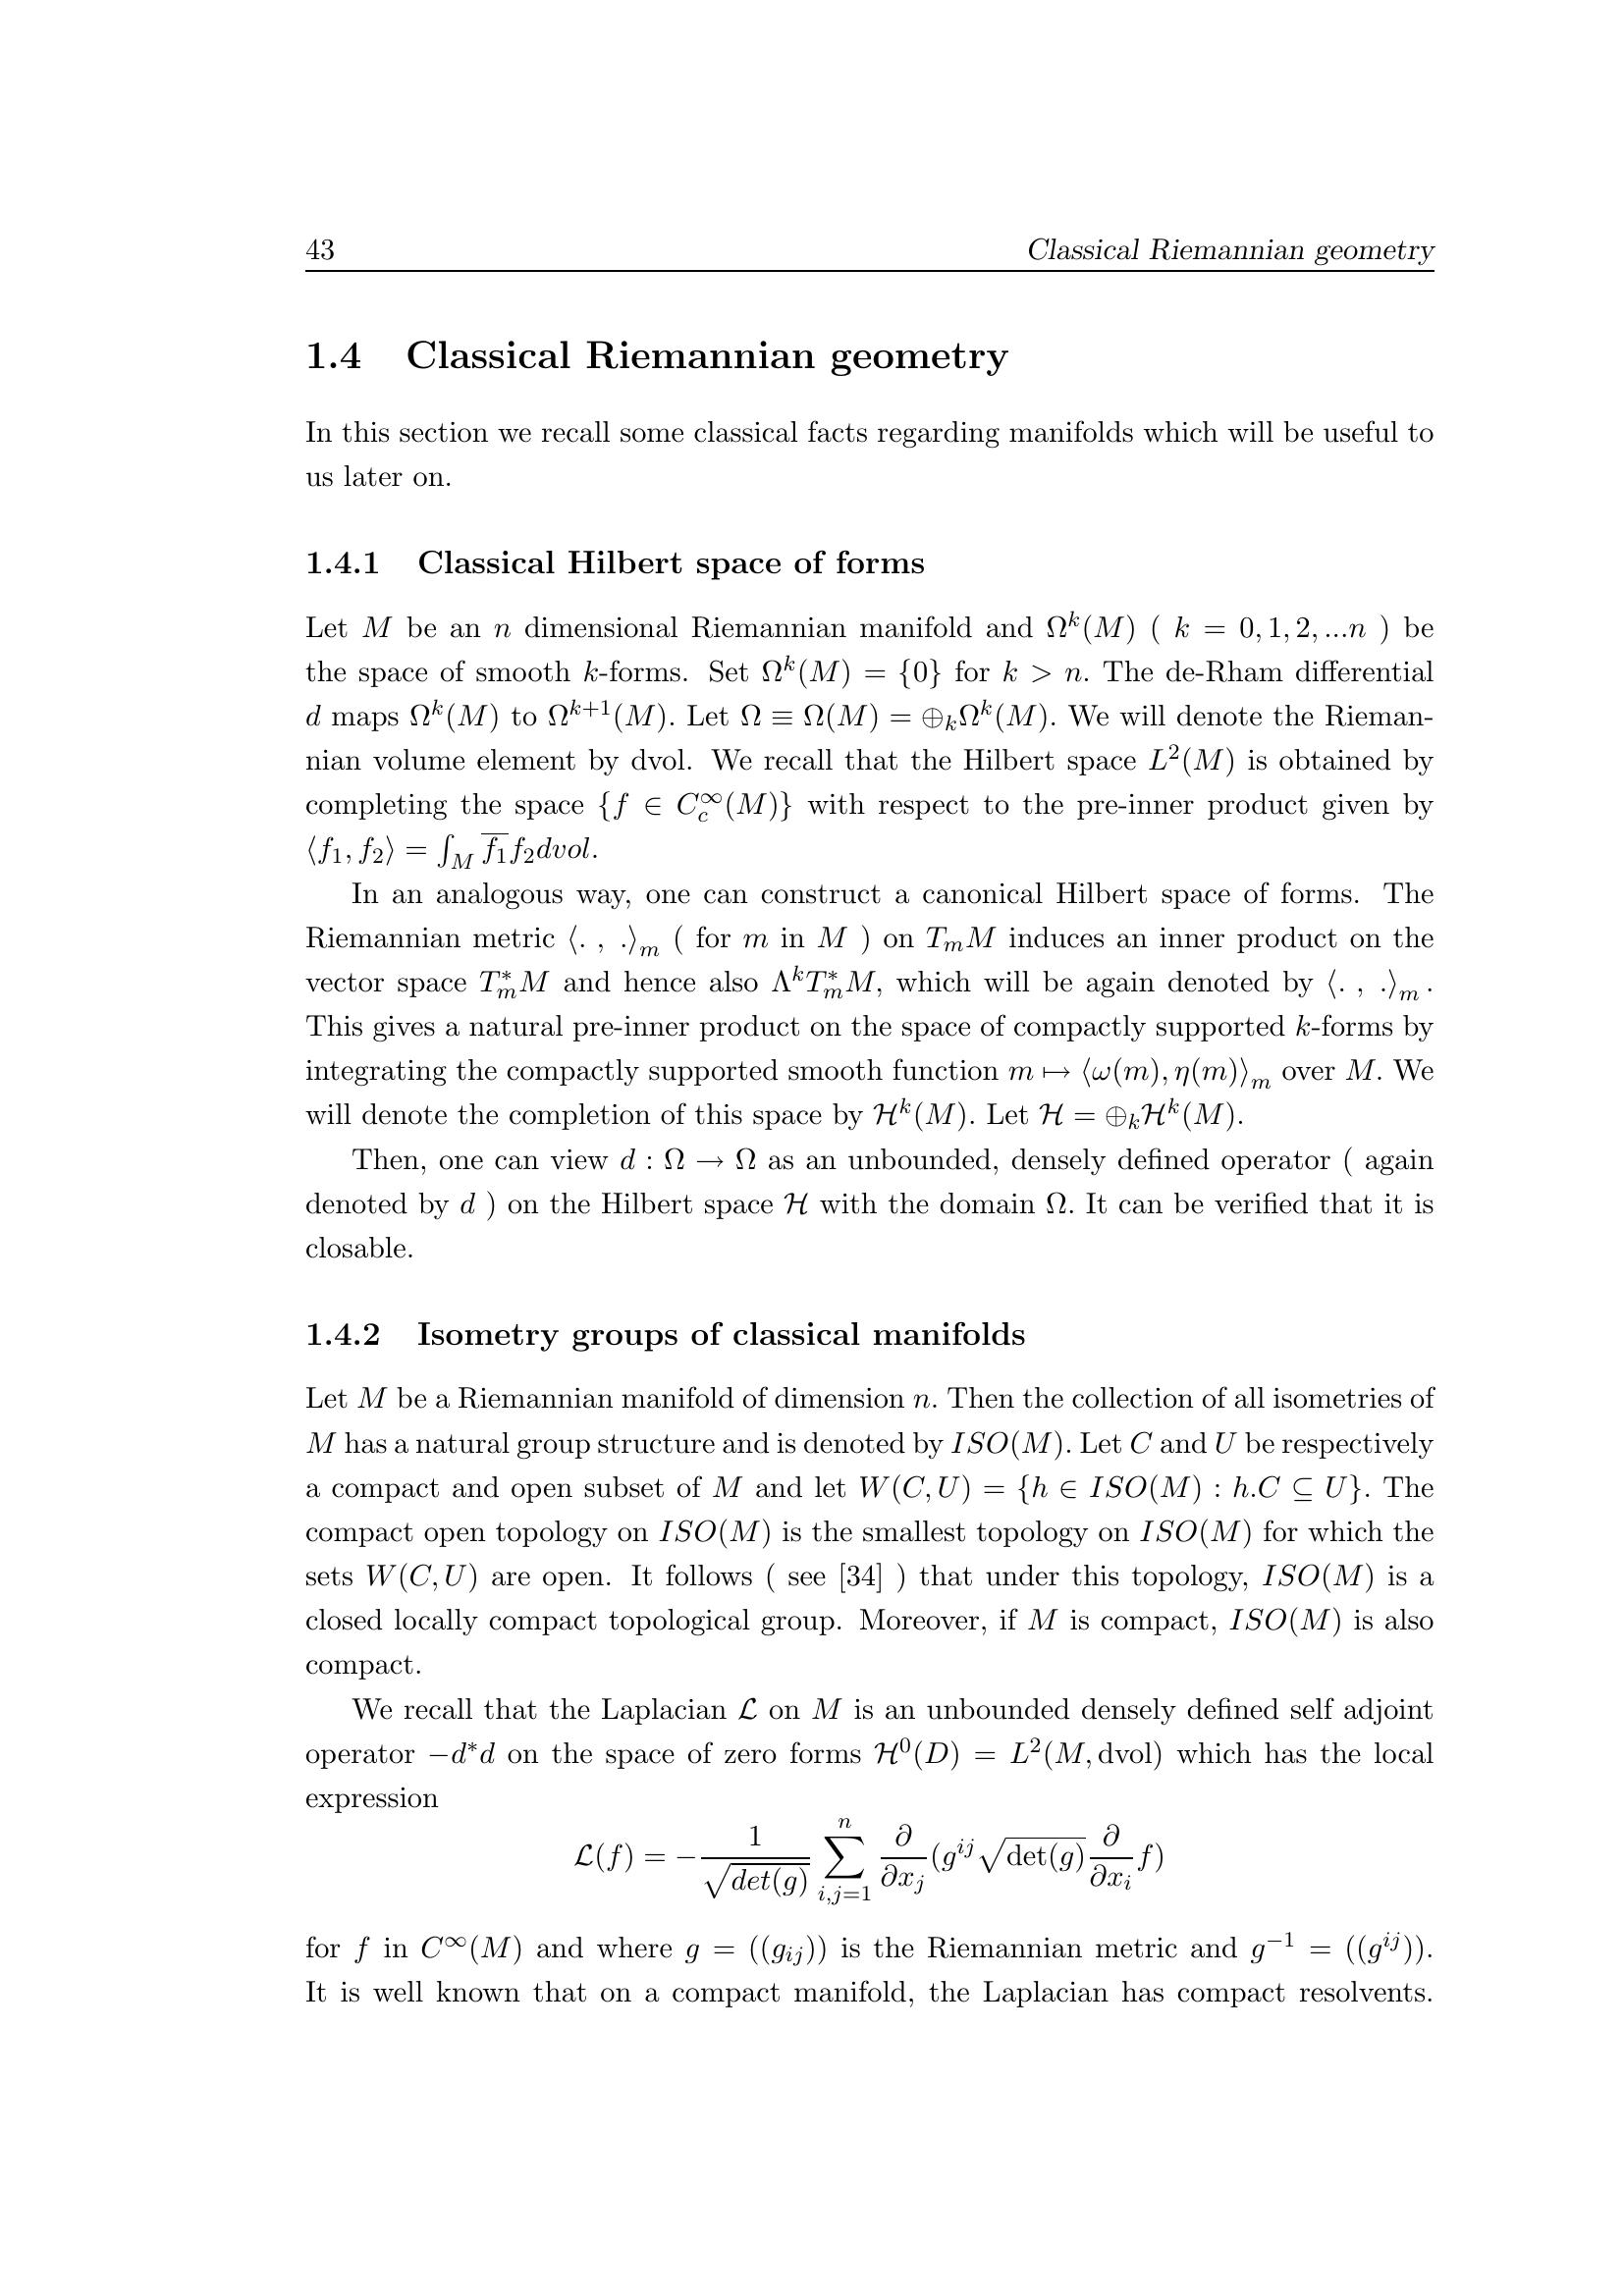 43 Classical Riemannian geometry
1.4 Classical Riemannian geometry
In this section we recall some classical facts regarding manifolds which will be useful to
us later on.
1.4.1 Classical Hilbert space of forms
Let $M$ be an $n$ dimensional Riemannian manifold and $\Omega^k(M)$ ( $k = 0, 1, 2, ...n$ ) be
the space of smooth $k$-forms. Set $\Omega^k(M) = \{0\}$ for $k > n$. The de-Rham differential
$d$ maps $\Omega^k(M)$ to $\Omega^{k+1}(M)$. Let $\Omega \equiv \Omega(M) = \oplus_k \Omega^k(M)$. We will denote the Rieman-
nian volume element by dvol. We recall that the Hilbert space $L^2(M)$ is obtained by
completing the space $\{f \in C_c^\infty(M)\}$ with respect to the pre-inner product given by
$\langle f_1, f_2 \rangle = \int_M \overline{f_1} f_2 dvol.$
In an analogous way, one can construct a canonical Hilbert space of forms. The
Riemannian metric $\langle . , . \rangle_m$ ( for $m$ in $M$ ) on $T_m M$ induces an inner product on the
vector space $T_m^* M$ and hence also $\Lambda^k T_m^* M$, which will be again denoted by $\langle . , . \rangle_m$.
This gives a natural pre-inner product on the space of compactly supported $k$-forms by
integrating the compactly supported smooth function $m \mapsto \langle \omega(m), \eta(m) \rangle_m$ over $M$. We
will denote the completion of this space by $\mathcal{H}^k(M)$. Let $\mathcal{H} = \oplus_k \mathcal{H}^k(M)$.
Then, one can view $d : \Omega \to \Omega$ as an unbounded, densely defined operator ( again
denoted by $d$ ) on the Hilbert space $\mathcal{H}$ with the domain $\Omega$. It can be verified that it is
closable.
1.4.2 Isometry groups of classical manifolds
Let $M$ be a Riemannian manifold of dimension $n$. Then the collection of all isometries of
$M$ has a natural group structure and is denoted by $ISO(M)$. Let $C$ and $U$ be respectively
a compact and open subset of $M$ and let $W(C, U) = \{h \in ISO(M) : h.C \subseteq U\}$. The
compact open topology on $ISO(M)$ is the smallest topology on $ISO(M)$ for which the
sets $W(C, U)$ are open. It follows ( see [34] ) that under this topology, $ISO(M)$ is a
closed locally compact topological group. Moreover, if $M$ is compact, $ISO(M)$ is also
compact.
We recall that the Laplacian $\mathcal{L}$ on $M$ is an unbounded densely defined self adjoint
operator $-d^*d$ on the space of zero forms $\mathcal{H}^0(D) = L^2(M, \mathrm{dvol})$ which has the local
expression
$\mathcal{L}(f) = -\frac{1}{\sqrt{det(g)}} \sum_{i,j=1}^n \frac{\partial}{\partial x_j} (g^{ij} \sqrt{\det(g)} \frac{\partial}{\partial x_i} f)$
for $f$ in $C^\infty(M)$ and where $g = ((g_{ij}))$ is the Riemannian metric and $g^{-1} = ((g^{ij}))$.
It is well known that on a compact manifold, the Laplacian has compact resolvents.